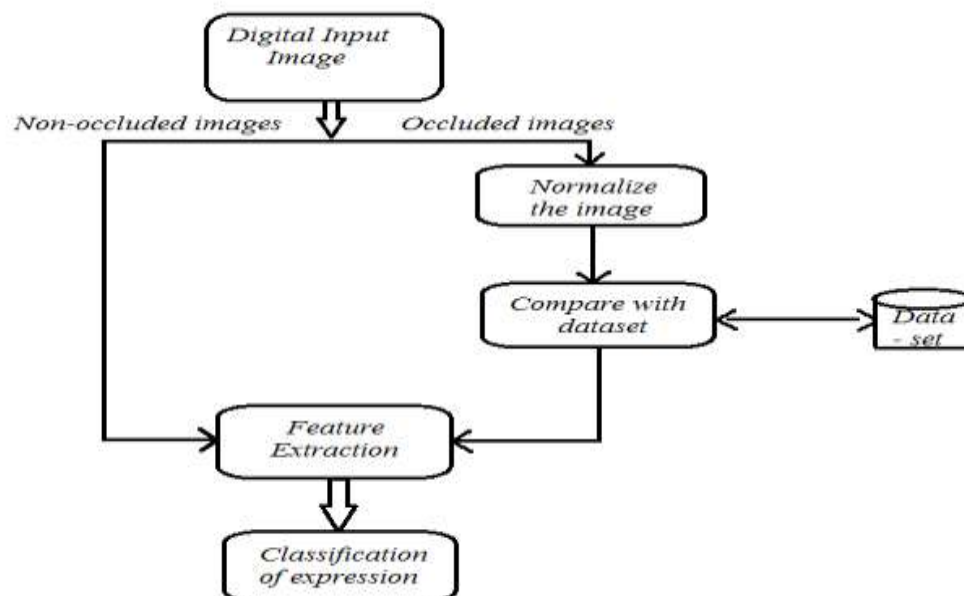 Digital Input
Image
Non-occluded images
Occluded images
Normalize
the image
Compare with
dataset
Data
- set
Feature
Extraction
Classification
of expression